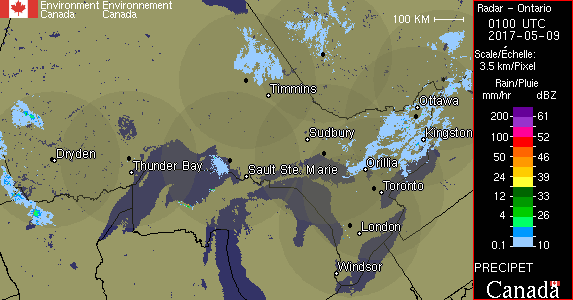 Environment Environnement
Canada Canada
100 KM
Timmins
Ottawa
Sudbury
Kingston
Dryden
Thunder Bay
Sault Ste. Marie
Orillia
Toronto
London
Windsor
Radar - Ontario
0100 UTC
2017-05-09
Scale/Échelle:
3.5 km/Pixel
Rain/Pluie
mm/hr dBZ
200 61
100 52
50 46
24 39
12 33
4 26
0.1 10
PRECIPET
Canada